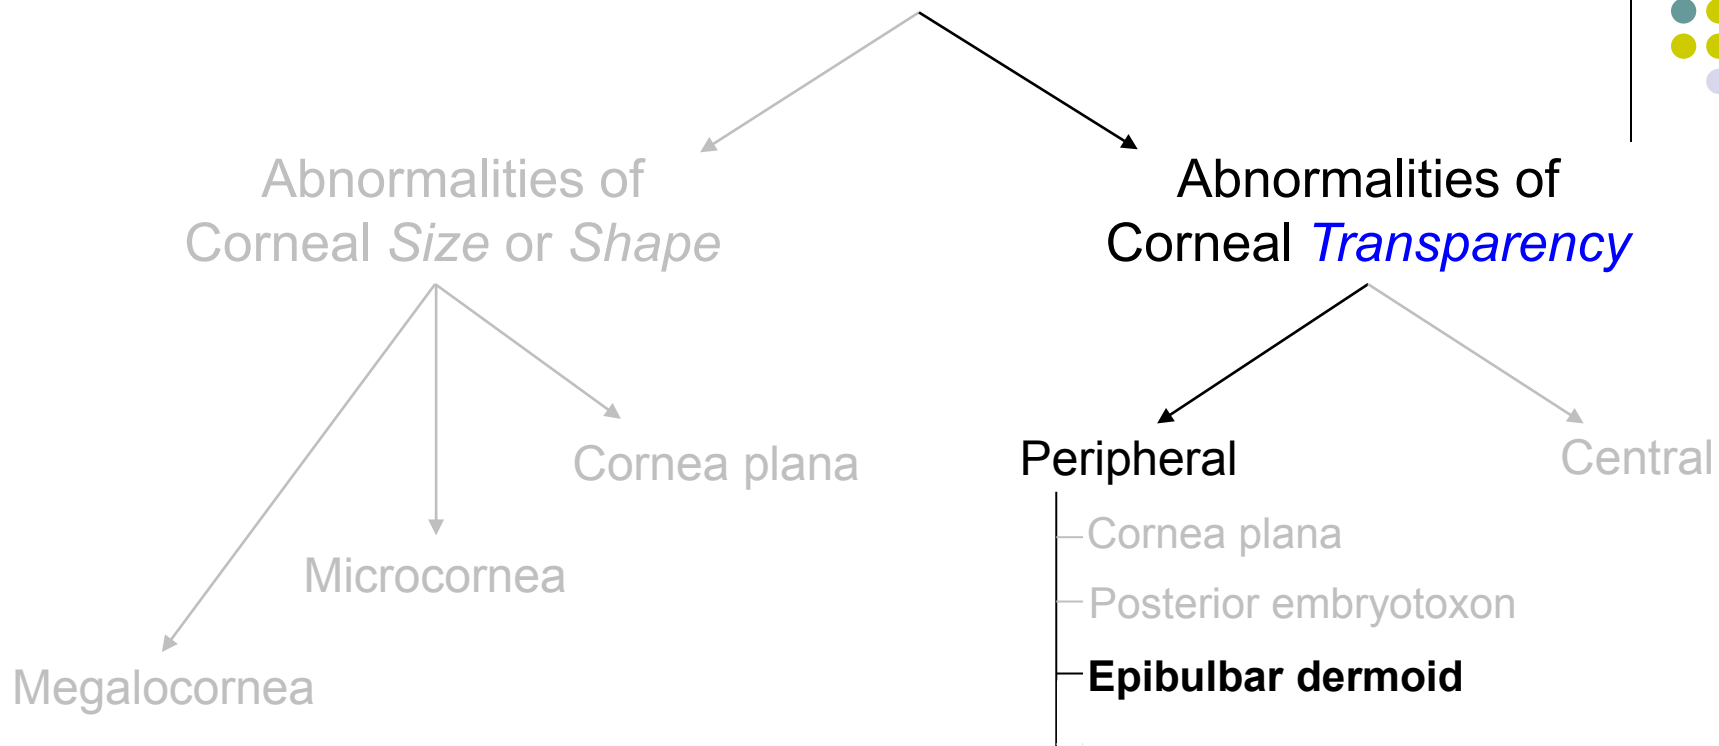 Abnormalities of
Corneal Size or Shape
Abnormalities of
Corneal Transparency
Cornea plana
Microcornea
Megalocornea
Peripheral
Central
Cornea plana
Posterior embryotoxon
Epibulbar dermoid